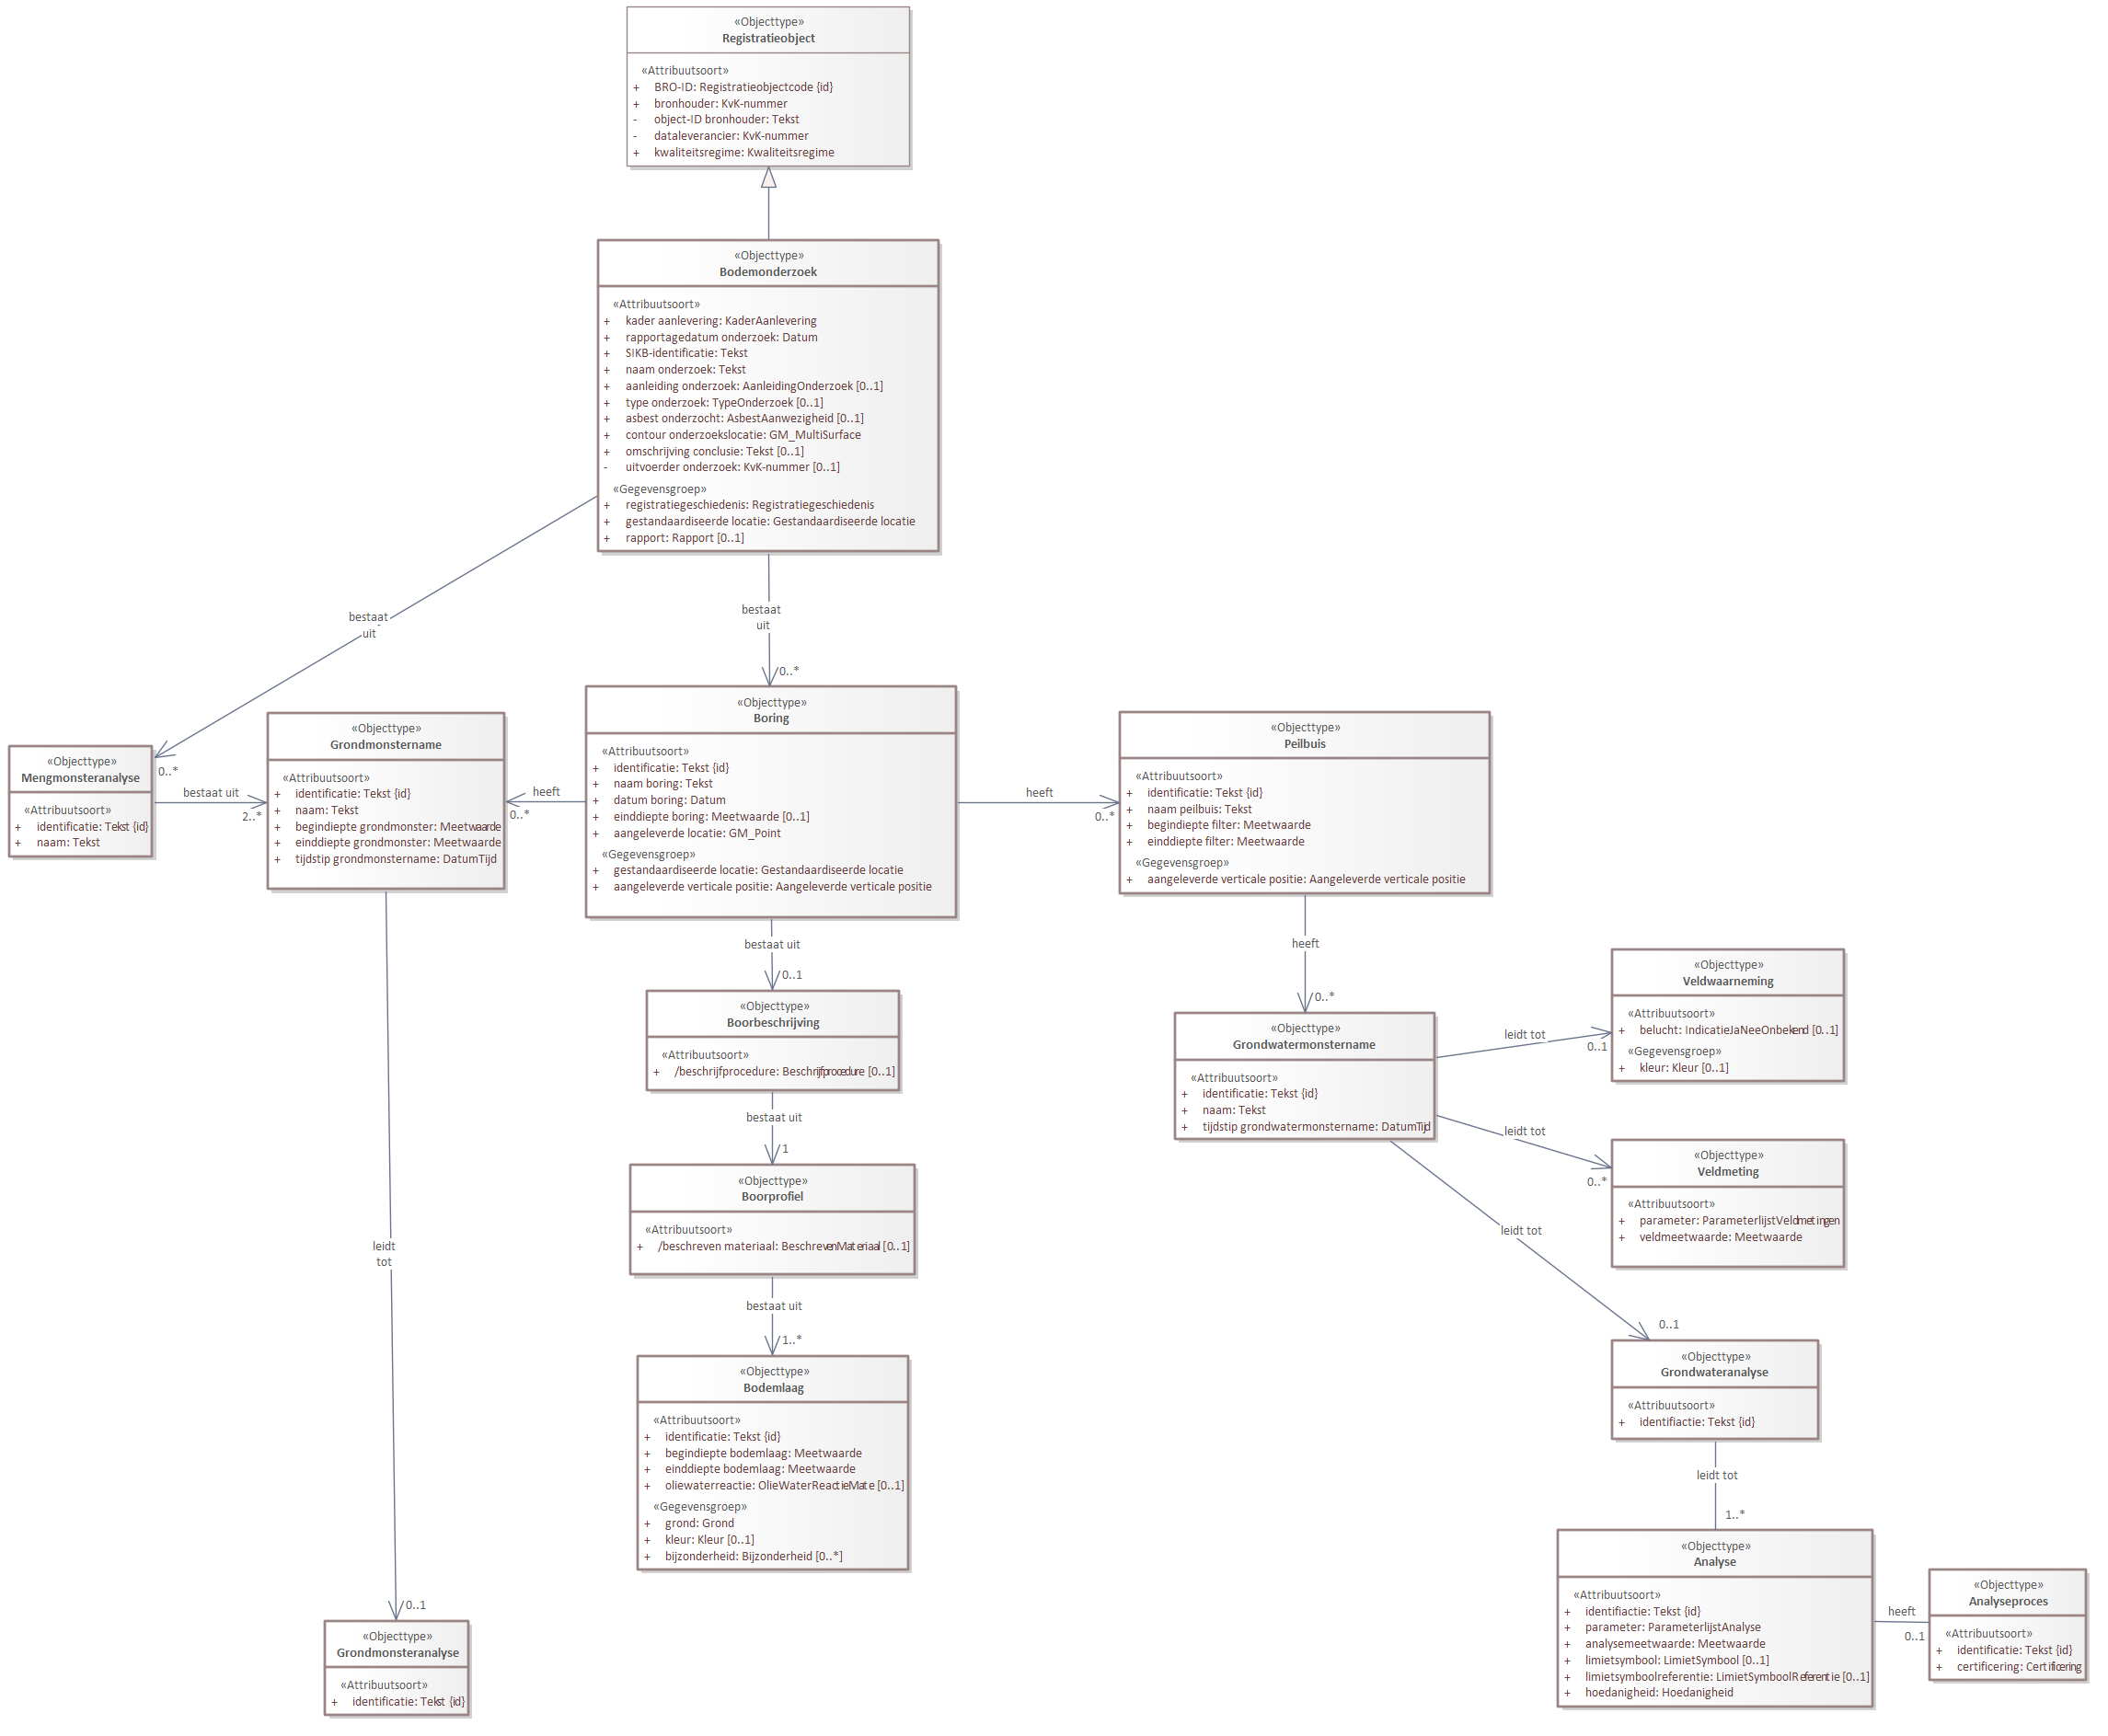 «Objecttype»
Registratieobject
«Attribuutsoort»
+ BRO-ID: Registratieobjectcode {id}
+ bronhouder: KvK-nummer
- object-ID bronhouder: Tekst
- dataleverancier: KvK-nummer
+ kwaliteitsregime: Kwaliteitsregime
«Objecttype»
Bodemonderzoek
«Attribuutsoort»
+ kader aanlevering: KaderAanlevering
+ rapportagedatum onderzoek: Datum
+ SIKB-identificatie: Tekst
+ naam onderzoek: Tekst
+ aanleiding onderzoek: AanleidingOnderzoek [0..1]
+ type onderzoek: TypeOnderzoek [0..1]
+ asbest onderzocht: AsbestAanwezigheid [0..1]
+ contour onderzoekslocatie: GM_MultiSurface
+ omschrijving conclusie: Tekst [0..1]
- uitvoerder onderzoek: KvK-nummer [0..1]
«Gegevensgroep»
+ registratiegeschiedenis: Registratiegeschiedenis
+ gestandaardiseerde locatie: Gestandaardiseerde locatie
+ rapport: Rapport [0..1]
bestaat
uit
0..*
bestaat
uit
0..*
«Objecttype»
Mengmonsteranalyse
«Attribuutsoort»
+ identificatie: Tekst {id}
+ naam: Tekst
bestaat uit
2..*
«Objecttype»
Grondmonstername
«Attribuutsoort»
+ identificatie: Tekst {id}
+ naam: Tekst
+ begindiepte grondmonster: Meetwaarde
+ einddiepte grondmonster: Meetwaarde
+ tijdstip grondmonstername: DatumTijd
heeft
0..*
«Objecttype»
Boring
«Attribuutsoort»
+ identificatie: Tekst {id}
+ naam boring: Tekst
+ datum boring: Datum
+ einddiepte boring: Meetwaarde [0..1]
+ aangeleverde locatie: GM_Point
«Gegevensgroep»
+ gestandaardiseerde locatie: Gestandaardiseerde locatie
+ aangeleverde verticale positie: Aangeleverde verticale positie
heeft
0..*
«Objecttype»
Peilbuis
«Attribuutsoort»
+ identificatie: Tekst {id}
+ naam peilbuis: Tekst
+ begindiepte filter: Meetwaarde
+ einddiepte filter: Meetwaarde
«Gegevensgroep»
+ aangeleverde verticale positie: Aangeleverde verticale positie
bestaat uit
0..1
«Objecttype»
Boorbeschrijving
«Attribuutsoort»
+ /beschrijfprocedure: Beschrijfprocedure [0..1]
bestaat uit
1
«Objecttype»
Boorprofiel
«Attribuutsoort»
+ /beschreven materiaal: BeschrevenMateriaal [0..1]
bestaat uit
1..*
«Objecttype»
Bodemlaag
«Attribuutsoort»
+ identificatie: Tekst {id}
+ begindiepte bodemlaag: Meetwaarde
+ einddiepte bodemlaag: Meetwaarde
+ oliewaterreactie: OlieWaterReactieMate [0..1]
«Gegevensgroep»
+ grond: Grond
+ kleur: Kleur [0..1]
+ bijzonderheid: Bijzonderheid [0..*]
leidt
tot
0..1
«Objecttype»
Grondmonsteranalyse
«Attribuutsoort»
+ identificatie: Tekst {id}
heeft
0..*
«Objecttype»
Grondwatermonstername
«Attribuutsoort»
+ identificatie: Tekst {id}
+ naam: Tekst
+ tijdstip grondwatermonstername: DatumTijd
leidt tot
0..1
«Objecttype»
Veldwaarneming
«Attribuutsoort»
+ belucht: IndicatieJaNeeOnbekend [0..1]
«Gegevensgroep»
+ kleur: Kleur [0..1]
leidt tot
0..*
«Objecttype»
Veldmeting
«Attribuutsoort»
+ parameter: ParameterlijstVeldmetingen
+ veldmeetwaarde: Meetwaarde
leidt tot
0..1
«Objecttype»
Grondwateranalyse
«Attribuutsoort»
+ identifiactie: Tekst {id}
leidt tot
1..*
«Objecttype»
Analyse
«Attribuutsoort»
+ identifiactie: Tekst {id}
+ parameter: ParameterlijstAnalyse
+ analysemeetwaarde: Meetwaarde
+ limietsymbool: LimietSymbool [0..1]
+ limietsymboolreferentie: LimietSymboolReferentie [0..1]
+ hoedanigheid: Hoedanigheid
heeft
0..1
«Objecttype»
Analyseproces
«Attribuutsoort»
+ identificatie: Tekst {id}
+ certificering: Certificering